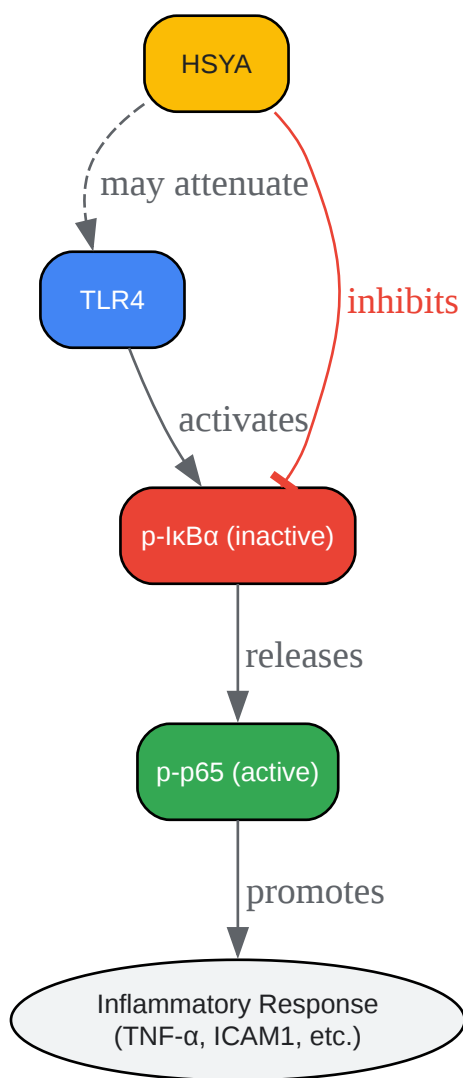 HSYA
may attenuate
TLR4
inhibits
activates
p-IκBα (inactive)
releases
p-p65 (active)
promotes
Inflammatory Response
(TNF-α, ICAM1, etc.)